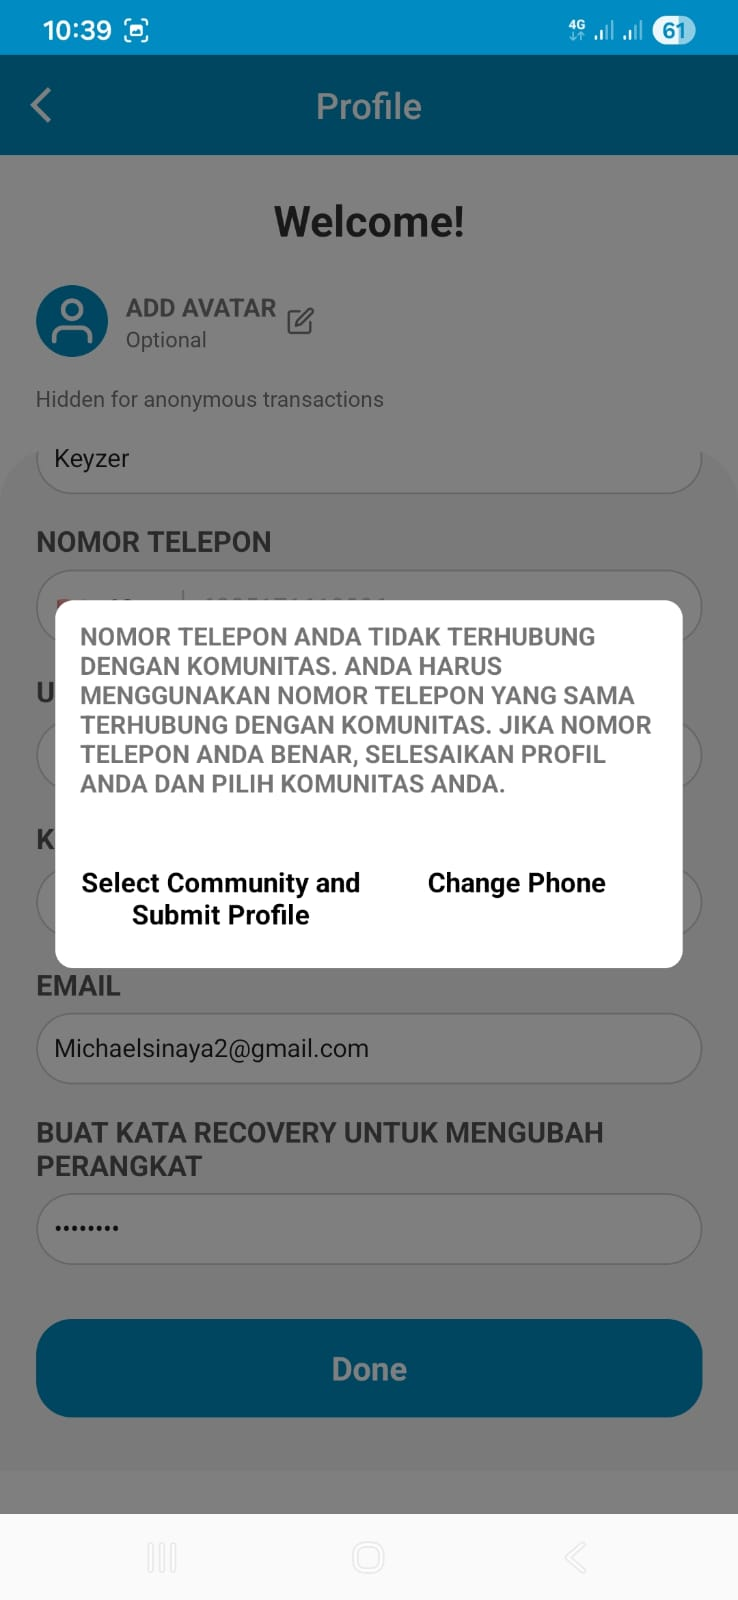 10:39
4G
61
Profile
Welcome!
ADD AVATAR
Optional
Hidden for anonymous transactions
Keyzer
NOMOR TELEPON
NOMOR TELEPON ANDA TIDAK TERHUBUNG
DENGAN KOMUNITAS. ANDA HARUS
MENGGUNAKAN NOMOR TELEPON YANG SAMA
TERHUBUNG DENGAN KOMUNITAS. JIKA NOMOR
TELEPON ANDA BENAR, SELESAIKAN PROFIL
ANDA DAN PILIH KOMUNITAS ANDA.
U
K
Select Community and
Submit Profile
Change Phone
EMAIL
Michaelsinaya2@gmail.com
BUAT KATA RECOVERY UNTUK MENGUBAH
PERANGKAT
••••••••
Done